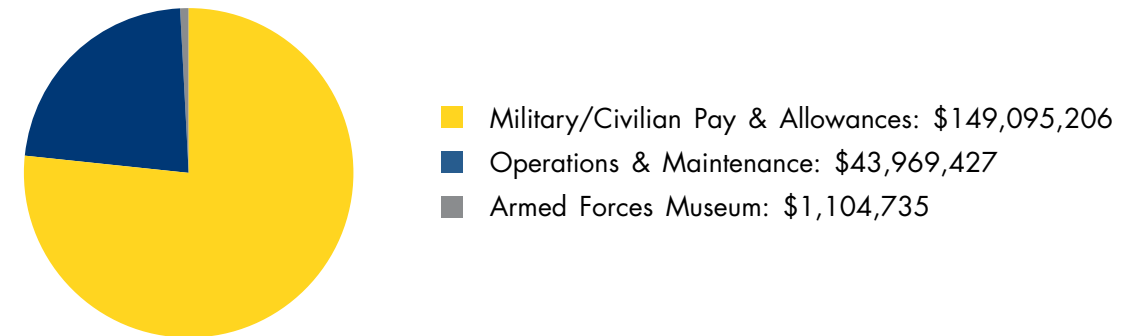 Military/Civilian Pay & Allowances: $149,095,206
Operations & Maintenance: $43,969,427
Armed Forces Museum: $1,104,735